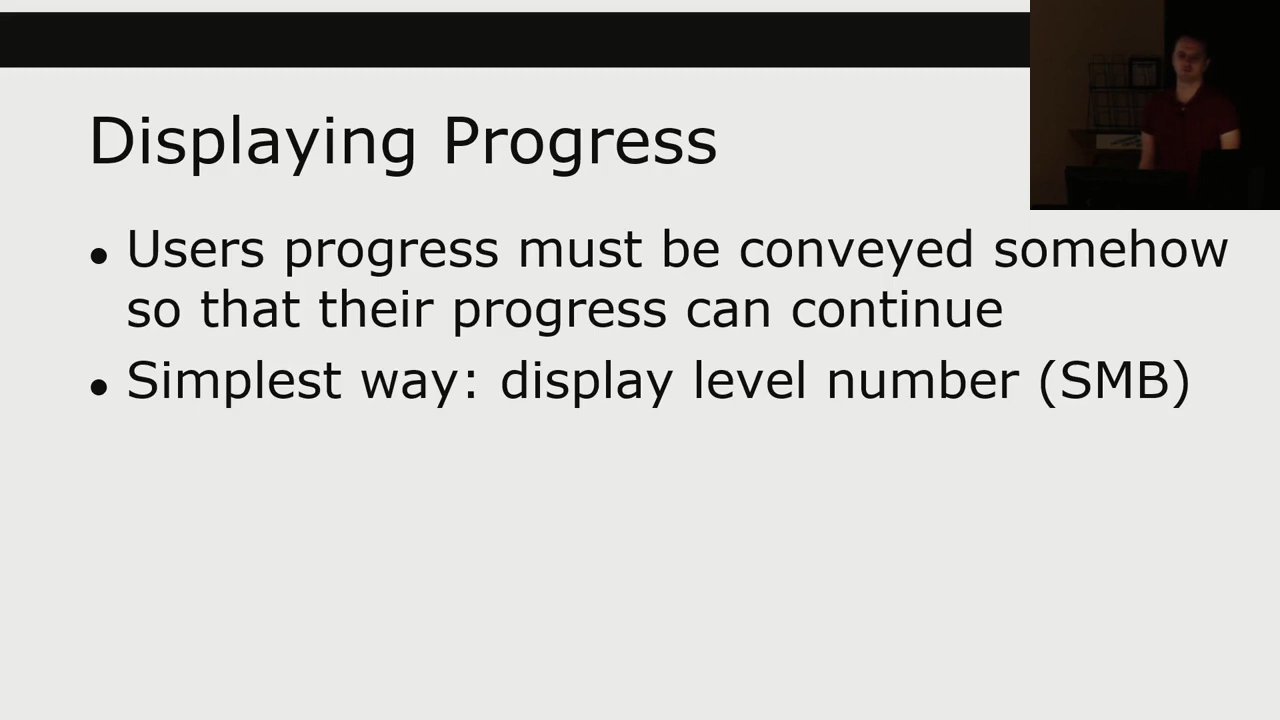 Displaying Progress
• Users progress must be conveyed somehow
so that their progress can continue
• Simplest way: display level number (SMB)